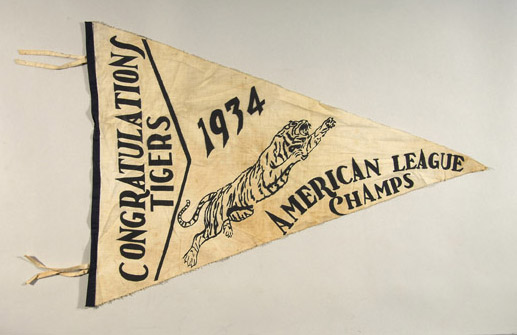 CONGRATULATIONS
TIGERS
1934
AMERICAN LEAGUE
CHAMPS